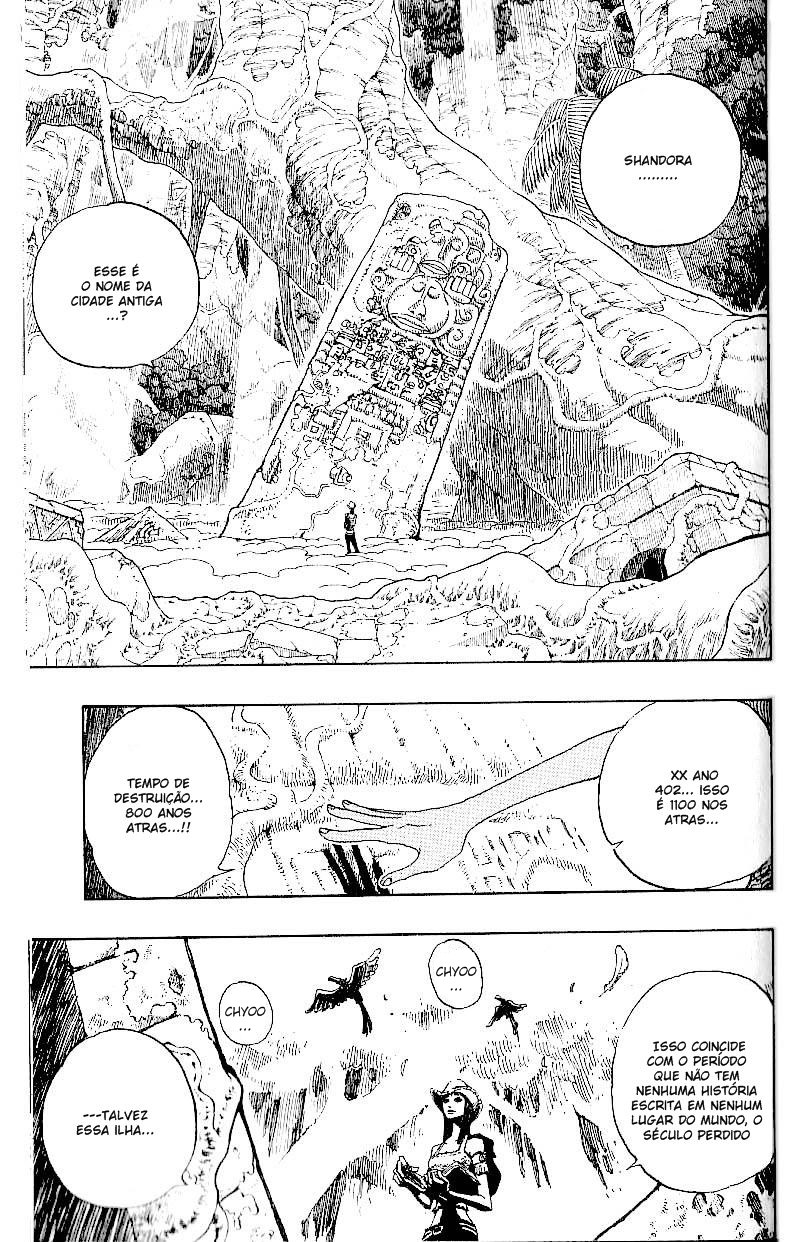 SHANDORA
.........
ESSE É
O NOME DA
CIDADE ANTIGA
...?
XX ANO
402... ISSO
É 1100 NOS
ATRAS...
TEMPO DE
DESTRUIÇÃO...
800 ANOS
ATRAS...!!
ISSO COINCIDE
COM O PERÍODO
QUE NÃO TEM
NENHUMA HISTÓRIA
ESCRITA EM NENHUM
LUGAR DO MUNDO, O
SÉCULO PERDIDO
CHYOO
...
CHYOO
...
---TALVEZ
ESSA ILHA...